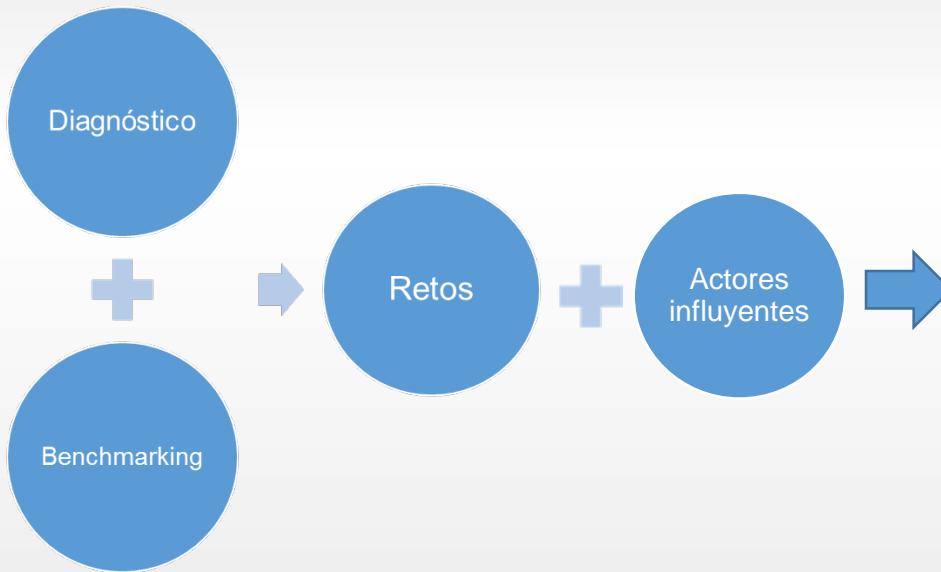 Diagnóstico
Benchmarking
Retos
Actores
influyentes